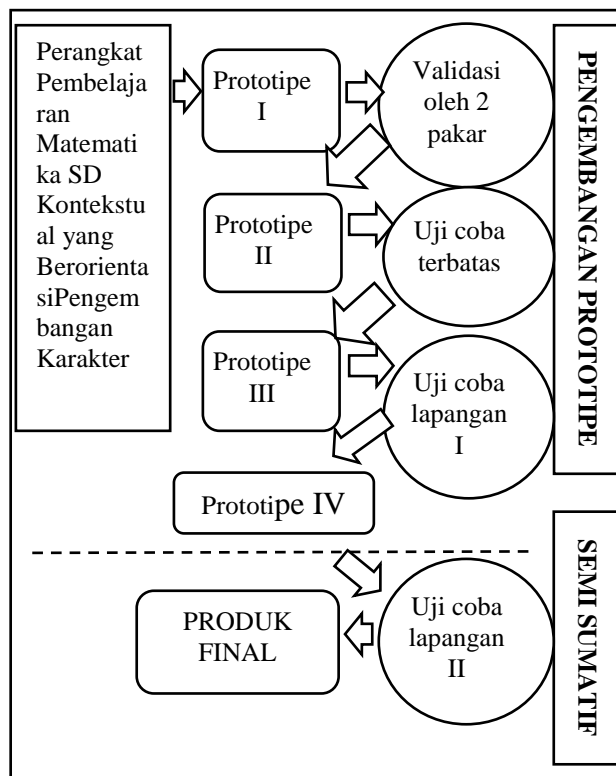 Perangkat
Pembelaja
ran
Matemati
ka SD
Kontekstu
al yang
Berorienta
siPengem
bangan
Karakter
Prototipe
I
Validasi
oleh 2
pakar
Prototipe
II
Uji coba
terbatas
Prototipe
III
Uji coba
lapangan
I
Prototipe IV
PENGEMBANGAN PROTOTIPE
Uji coba
lapangan
II
PRODUK
FINAL
SEMI SUMATIF